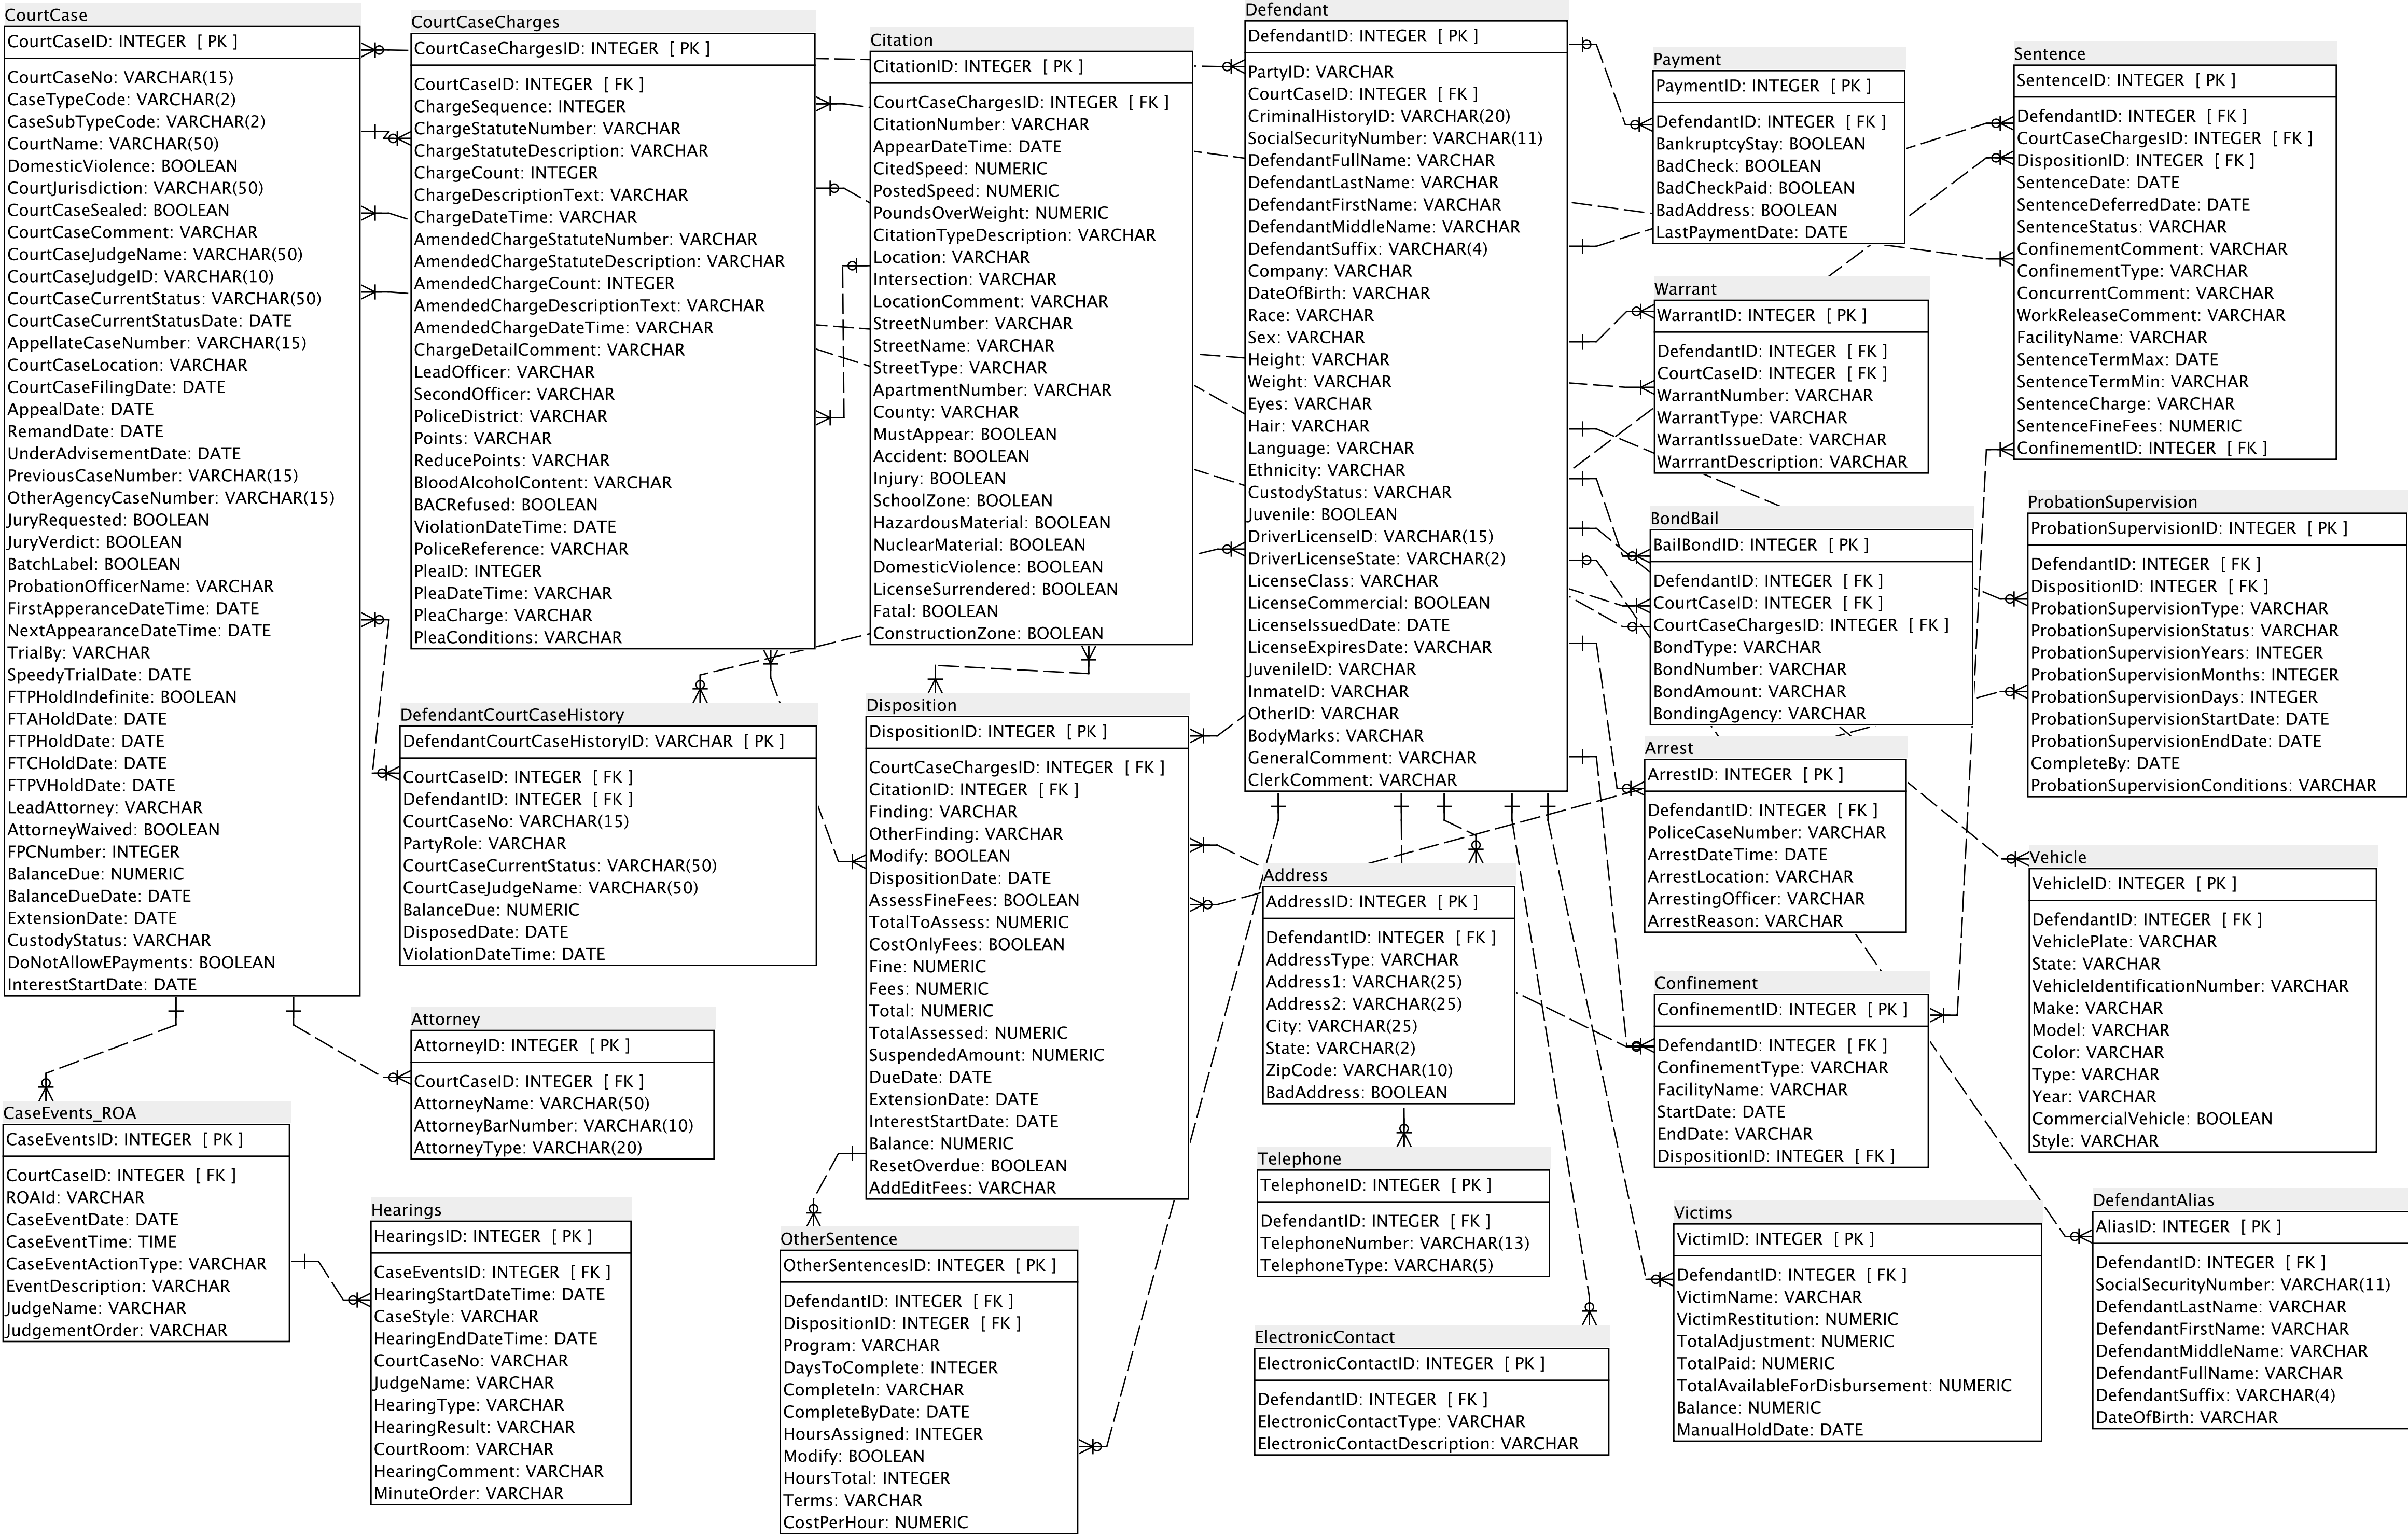 CourtCase
CourtCaseID: INTEGER [ PK ]
CourtCaseNo: VARCHAR(15)
CaseTypeCode: VARCHAR(2)
CaseSubTypeCode: VARCHAR(2)
CourtName: VARCHAR(50)
DomesticViolence: BOOLEAN
CourtJurisdiction: VARCHAR(50)
CourtCaseSealed: BOOLEAN
CourtCaseComment: VARCHAR
CourtCaseJudgeName: VARCHAR(50)
CourtCaseJudgeID: VARCHAR(10)
CourtCaseCurrentStatus: VARCHAR(50)
CourtCaseCurrentStatusDate: DATE
AppellateCaseNumber: VARCHAR(15)
CourtCaseLocation: VARCHAR
CourtCaseFilingDate: DATE
AppealDate: DATE
RemandDate: DATE
UnderAdvisementDate: DATE
PreviousCaseNumber: VARCHAR(15)
OtherAgencyCaseNumber: VARCHAR(15)
JuryRequested: BOOLEAN
JuryVerdict: BOOLEAN
BatchLabel: BOOLEAN
ProbationOfficerName: VARCHAR
FirstApperanceDateTime: DATE
NextAppearanceDateTime: DATE
TrialBy: VARCHAR
SpeedyTrialDate: DATE
FTPHoldIndefinite: BOOLEAN
FTAHoldDate: DATE
FTPHoldDate: DATE
FTCHoldDate: DATE
FTPVHoldDate: DATE
LeadAttorney: VARCHAR
AttorneyWaived: BOOLEAN
FPCNumber: INTEGER
BalanceDue: NUMERIC
BalanceDueDate: DATE
ExtensionDate: DATE
CustodyStatus: VARCHAR
DoNotAllowEPayments: BOOLEAN
InterestStartDate: DATE
CourtCaseCharges
CourtCaseChargesID: INTEGER [ PK ]
CourtCaseID: INTEGER [ FK ]
ChargeSequence: INTEGER
ChargeStatuteNumber: VARCHAR
ChargeStatuteDescription: VARCHAR
ChargeCount: INTEGER
ChargeDescriptionText: VARCHAR
ChargeDateTime: VARCHAR
AmendedChargeStatuteNumber: VARCHAR
AmendedChargeStatuteDescription: VARCHAR
AmendedChargeCount: INTEGER
AmendedChargeDescriptionText: VARCHAR
AmendedChargeDateTime: VARCHAR
ChargeDetailComment: VARCHAR
LeadOfficer: VARCHAR
SecondOfficer: VARCHAR
PoliceDistrict: VARCHAR
Points: VARCHAR
ReducePoints: VARCHAR
BloodAlcoholContent: VARCHAR
BACRefused: BOOLEAN
ViolationDateTime: DATE
PoliceReference: VARCHAR
PleaID: INTEGER
PleaDateTime: VARCHAR
PleaCharge: VARCHAR
PleaConditions: VARCHAR
Citation
CitationID: INTEGER [ PK ]
CourtCaseChargesID: INTEGER [ FK ]
CitationNumber: VARCHAR
AppearDateTime: DATE
CitedSpeed: NUMERIC
PostedSpeed: NUMERIC
PoundsOverWeight: NUMERIC
CitationTypeDescription: VARCHAR
Location: VARCHAR
Intersection: VARCHAR
LocationComment: VARCHAR
StreetNumber: VARCHAR
StreetName: VARCHAR
StreetType: VARCHAR
ApartmentNumber: VARCHAR
County: VARCHAR
MustAppear: BOOLEAN
Accident: BOOLEAN
Injury: BOOLEAN
SchoolZone: BOOLEAN
HazardousMaterial: BOOLEAN
NuclearMaterial: BOOLEAN
DomesticViolence: BOOLEAN
LicenseSurrendered: BOOLEAN
Fatal: BOOLEAN
ConstructionZone: BOOLEAN
Defendant
DefendantID: INTEGER [ PK ]
PartyID: VARCHAR
CourtCaseID: INTEGER [ FK ]
CriminalHistoryID: VARCHAR(20)
SocialSecurityNumber: VARCHAR(11)
DefendantFullName: VARCHAR
DefendantLastName: VARCHAR
DefendantFirstName: VARCHAR
DefendantMiddleName: VARCHAR
DefendantSuffix: VARCHAR(4)
Company: VARCHAR
DateOfBirth: VARCHAR
Race: VARCHAR
Sex: VARCHAR
Height: VARCHAR
Weight: VARCHAR
Eyes: VARCHAR
Hair: VARCHAR
Language: VARCHAR
Ethnicity: VARCHAR
CustodyStatus: VARCHAR
Juvenile: BOOLEAN
DriverLicenseID: VARCHAR(15)
DriverLicenseState: VARCHAR(2)
LicenseClass: VARCHAR
LicenseCommercial: BOOLEAN
LicenseIssuedDate: DATE
LicenseExpiresDate: VARCHAR
JuvenileID: VARCHAR
InmateID: VARCHAR
OtherID: VARCHAR
BodyMarks: VARCHAR
GeneralComment: VARCHAR
ClerkComment: VARCHAR
Payment
PaymentID: INTEGER [ PK ]
DefendantID: INTEGER [ FK ]
BankruptcyStay: BOOLEAN
BadCheck: BOOLEAN
BadCheckPaid: BOOLEAN
BadAddress: BOOLEAN
LastPaymentDate: DATE
Sentence
SentenceID: INTEGER [ PK ]
DefendantID: INTEGER [ FK ]
CourtCaseChargesID: INTEGER [ FK ]
DispositionID: INTEGER [ FK ]
SentenceDate: DATE
SentenceDeferredDate: DATE
SentenceStatus: VARCHAR
ConfinementComment: VARCHAR
ConfinementType: VARCHAR
ConcurrentComment: VARCHAR
WorkReleaseComment: VARCHAR
FacilityName: VARCHAR
SentenceTermMax: DATE
SentenceTermMin: VARCHAR
SentenceCharge: VARCHAR
SentenceFineFees: NUMERIC
ConfinementID: INTEGER [ FK ]
Warrant
WarrantID: INTEGER [ PK ]
DefendantID: INTEGER [ FK ]
CourtCaseID: INTEGER [ FK ]
WarrantNumber: VARCHAR
WarrantType: VARCHAR
WarrantIssueDate: VARCHAR
WarrrantDescription: VARCHAR
BondBail
BailBondID: INTEGER [ PK ]
DefendantID: INTEGER [ FK ]
CourtCaseID: INTEGER [ FK ]
CourtCaseChargesID: INTEGER [ FK ]
BondType: VARCHAR
BondNumber: VARCHAR
BondAmount: VARCHAR
BondingAgency: VARCHAR
ProbationSupervision
ProbationSupervisionID: INTEGER [ PK ]
DefendantID: INTEGER [ FK ]
DispositionID: INTEGER [ FK ]
ProbationSupervisionType: VARCHAR
ProbationSupervisionStatus: VARCHAR
ProbationSupervisionYears: INTEGER
ProbationSupervisionMonths: INTEGER
ProbationSupervisionDays: INTEGER
ProbationSupervisionStartDate: DATE
ProbationSupervisionEndDate: DATE
CompleteBy: DATE
ProbationSupervisionConditions: VARCHAR
DefendantCourtCaseHistory
DefendantCourtCaseHistoryID: VARCHAR [ PK ]
CourtCaseID: INTEGER [ FK ]
DefendantID: INTEGER [ FK ]
CourtCaseNo: VARCHAR(15)
PartyRole: VARCHAR
CourtCaseCurrentStatus: VARCHAR(50)
CourtCaseJudgeName: VARCHAR(50)
BalanceDue: NUMERIC
DisposedDate: DATE
ViolationDateTime: DATE
Disposition
DispositionID: INTEGER [ PK ]
CourtCaseChargesID: INTEGER [ FK ]
CitationID: INTEGER [ FK ]
Finding: VARCHAR
OtherFinding: VARCHAR
Modify: BOOLEAN
DispositionDate: DATE
AssessFineFees: BOOLEAN
TotalToAssess: NUMERIC
CostOnlyFees: BOOLEAN
Fine: NUMERIC
Fees: NUMERIC
Total: NUMERIC
TotalAssessed: NUMERIC
SuspendedAmount: NUMERIC
DueDate: DATE
ExtensionDate: DATE
InterestStartDate: DATE
Balance: NUMERIC
ResetOverdue: BOOLEAN
AddEditFees: VARCHAR
Arrest
ArrestID: INTEGER [ PK ]
DefendantID: INTEGER [ FK ]
PoliceCaseNumber: VARCHAR
ArrestDateTime: DATE
ArrestLocation: VARCHAR
ArrestingOfficer: VARCHAR
ArrestReason: VARCHAR
Vehicle
VehicleID: INTEGER [ PK ]
DefendantID: INTEGER [ FK ]
VehiclePlate: VARCHAR
State: VARCHAR
VehicleIdentificationNumber: VARCHAR
Make: VARCHAR
Model: VARCHAR
Color: VARCHAR
Type: VARCHAR
Year: VARCHAR
CommercialVehicle: BOOLEAN
Style: VARCHAR
Address
AddressID: INTEGER [ PK ]
DefendantID: INTEGER [ FK ]
AddressType: VARCHAR
Address1: VARCHAR(25)
Address2: VARCHAR(25)
City: VARCHAR(25)
State: VARCHAR(2)
ZipCode: VARCHAR(10)
BadAddress: BOOLEAN
Confinement
ConfinementID: INTEGER [ PK ]
DefendantID: INTEGER [ FK ]
ConfinementType: VARCHAR
FacilityName: VARCHAR
StartDate: DATE
EndDate: VARCHAR
DispositionID: INTEGER [ FK ]
Attorney
AttorneyID: INTEGER [ PK ]
CourtCaseID: INTEGER [ FK ]
AttorneyName: VARCHAR(50)
AttorneyBarNumber: VARCHAR(10)
AttorneyType: VARCHAR(20)
CaseEvents_ROA
CaseEventsID: INTEGER [ PK ]
CourtCaseID: INTEGER [ FK ]
ROAId: VARCHAR
CaseEventDate: DATE
CaseEventTime: TIME
CaseEventActionType: VARCHAR
EventDescription: VARCHAR
JudgeName: VARCHAR
JudgementOrder: VARCHAR
Hearings
HearingsID: INTEGER [ PK ]
CaseEventsID: INTEGER [ FK ]
HearingStartDateTime: DATE
CaseStyle: VARCHAR
HearingEndDateTime: DATE
CourtCaseNo: VARCHAR
JudgeName: VARCHAR
HearingType: VARCHAR
HearingResult: VARCHAR
CourtRoom: VARCHAR
HearingComment: VARCHAR
MinuteOrder: VARCHAR
OtherSentence
OtherSentencesID: INTEGER [ PK ]
DefendantID: INTEGER [ FK ]
DispositionID: INTEGER [ FK ]
Program: VARCHAR
DaysToComplete: INTEGER
CompleteIn: VARCHAR
CompleteByDate: DATE
HoursAssigned: INTEGER
Modify: BOOLEAN
HoursTotal: INTEGER
Terms: VARCHAR
CostPerHour: NUMERIC
Telephone
TelephoneID: INTEGER [ PK ]
DefendantID: INTEGER [ FK ]
TelephoneNumber: VARCHAR(13)
TelephoneType: VARCHAR(5)
ElectronicContact
ElectronicContactID: INTEGER [ PK ]
DefendantID: INTEGER [ FK ]
ElectronicContactType: VARCHAR
ElectronicContactDescription: VARCHAR
Victims
VictimID: INTEGER [ PK ]
DefendantID: INTEGER [ FK ]
VictimName: VARCHAR
VictimRestitution: NUMERIC
TotalAdjustment: NUMERIC
TotalPaid: NUMERIC
TotalAvailableForDisbursement: NUMERIC
Balance: NUMERIC
ManualHoldDate: DATE
DefendantAlias
AliasID: INTEGER [ PK ]
DefendantID: INTEGER [ FK ]
SocialSecurityNumber: VARCHAR(11)
DefendantLastName: VARCHAR
DefendantFirstName: VARCHAR
DefendantMiddleName: VARCHAR
DefendantFullName: VARCHAR
DefendantSuffix: VARCHAR(4)
DateOfBirth: VARCHAR